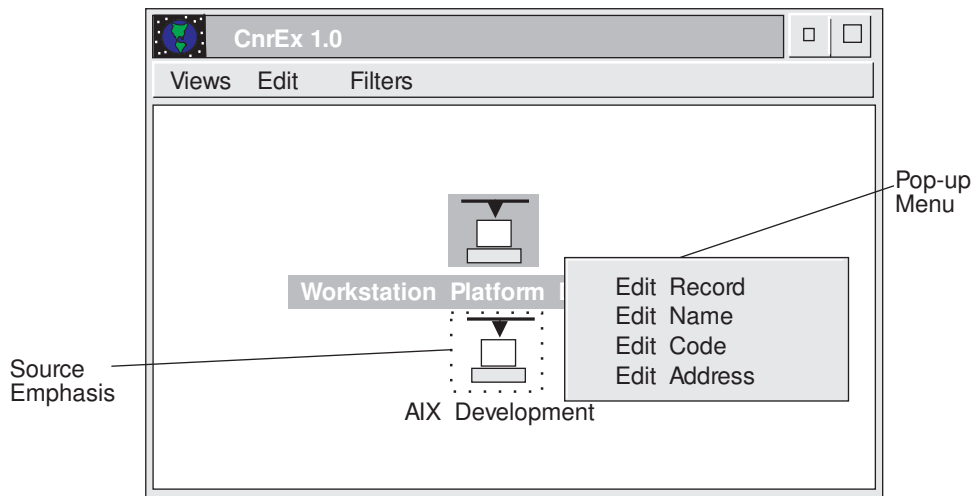 CnrEx 1.0
Views Edit Filters
Pop-up
Menu
Workstation Platform
Edit Record
Edit Name
Edit Code
Edit Address
Source
Emphasis
AIX Development